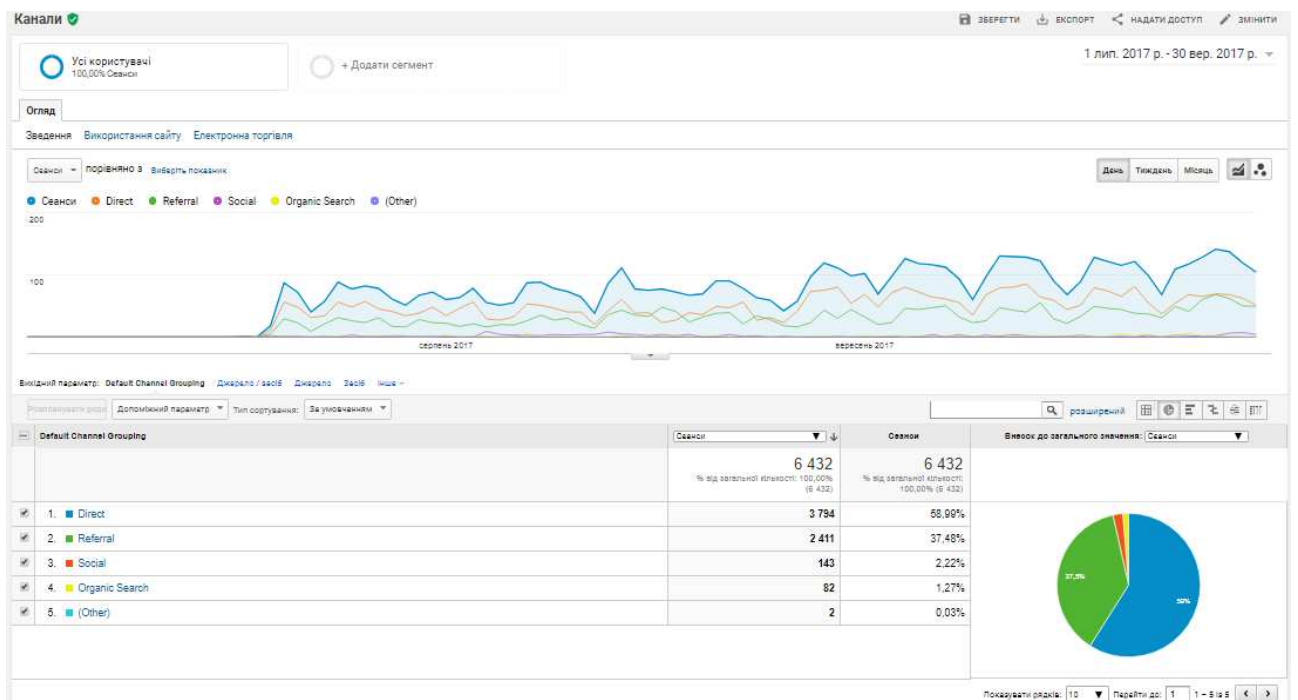 Канали
ЗБЕРЕГТИ ЕКСПОРТ НАДАТИ ДОСТУП ЗМІНИТИ
Усі користувачі
100,00% Сеанси
+ Додати сегмент
1 лип. 2017 р. - 30 вер. 2017 р.
Огляд
Зведення Використання сайту Електронна торгівля
Сеанси порівняно з Виберіть показник
День Тиждень Місяць
Сеанси Direct Referral Social Organic Search (Other)
200
100
серпень 2017 вересень 2017
Вихідний параметр: Default Channel Grouping Джерело / засіб Джерело Засіб Інше
Допоміжний параметр Тип сортування: За умовчанням
розширений
Default Channel Grouping Сеанси Сеанси Внесок до загального значення: Сеанси
6 432 6 432
% від загальної кількості: 100,00% (6 432) % від загальної кількості: 100,00% (6 432)
1. Direct 3 794 58,99%
2. Referral 2 411 37,48%
3. Social 143 2,22%
4. Organic Search 82 1,27%
5. (Other) 2 0,03%
37,5%
59%
Показувати рядків: 10 Перейти до: 1 1 – 5 із 5